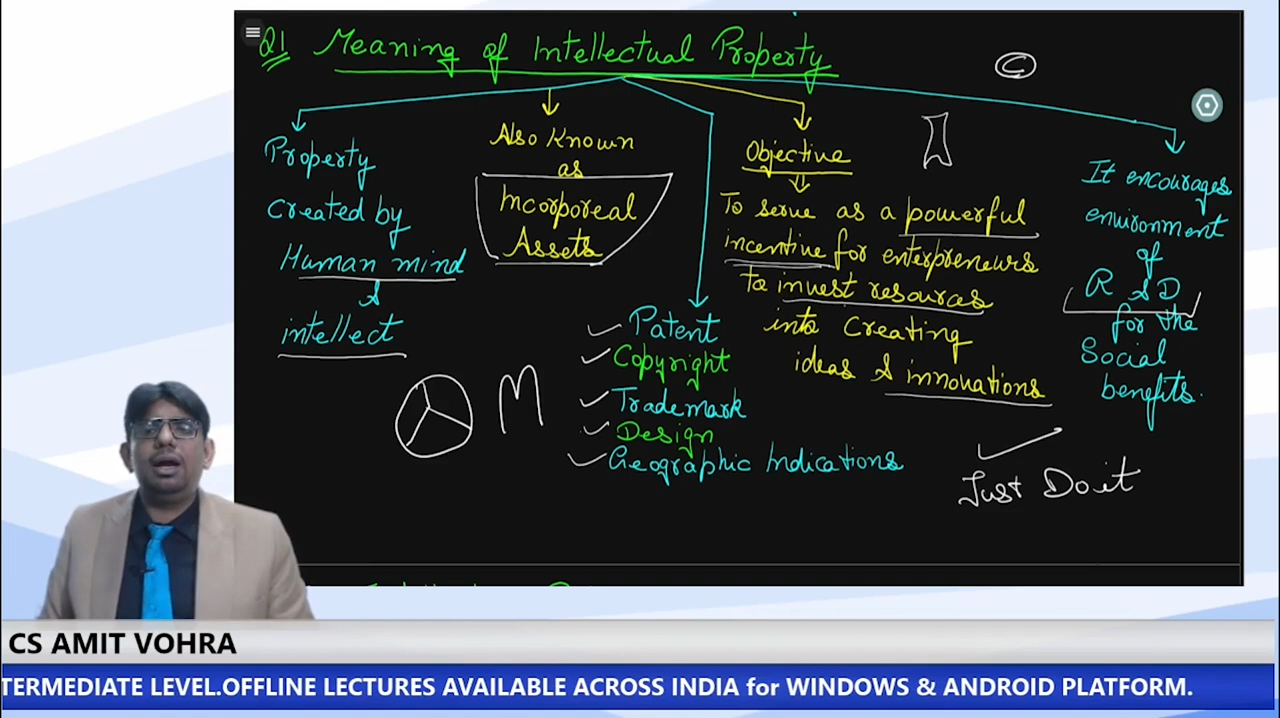 Q1 Meaning of Intellectual Property
©
Property
created by
Human mind
&
intellect
Also Known
as
Incorporeal
Assets
Patent
Copyright
Trademark
Design
Geographic Indications
Objective
To serve as a powerful
incentive for enterpreneurs
to invest resources
into creating
ideas & innovations
It encourages
environment
of
R & D
for the
Social
benefits.
M
Just Do it
CS AMIT VOHRA
TERMEDIATE LEVEL.OFFLINE LECTURES AVAILABLE ACROSS INDIA for WINDOWS & ANDROID PLATFORM.